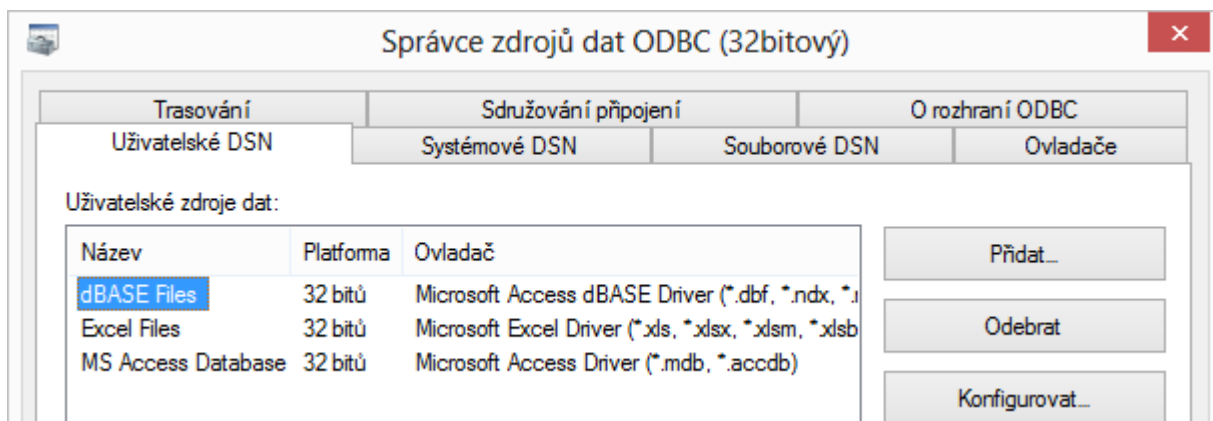 Správce zdrojů dat ODBC (32bitový)
Trasování Sdružování připojení O rozhraní ODBC
Uživatelské DSN Systémové DSN Souborové DSN Ovladače
Uživatelské zdroje dat:
Název Platforma Ovladač
dBASE Files 32 bitů Microsoft Access dBASE Driver (*.dbf, *.ndx, *.
Excel Files 32 bitů Microsoft Excel Driver (*.xls, *.xlsx, *.xlsm, *.xlsb
MS Access Database 32 bitů Microsoft Access Driver (*.mdb, *.accdb)
Přidat...
Odebrat
Konfigurovat...